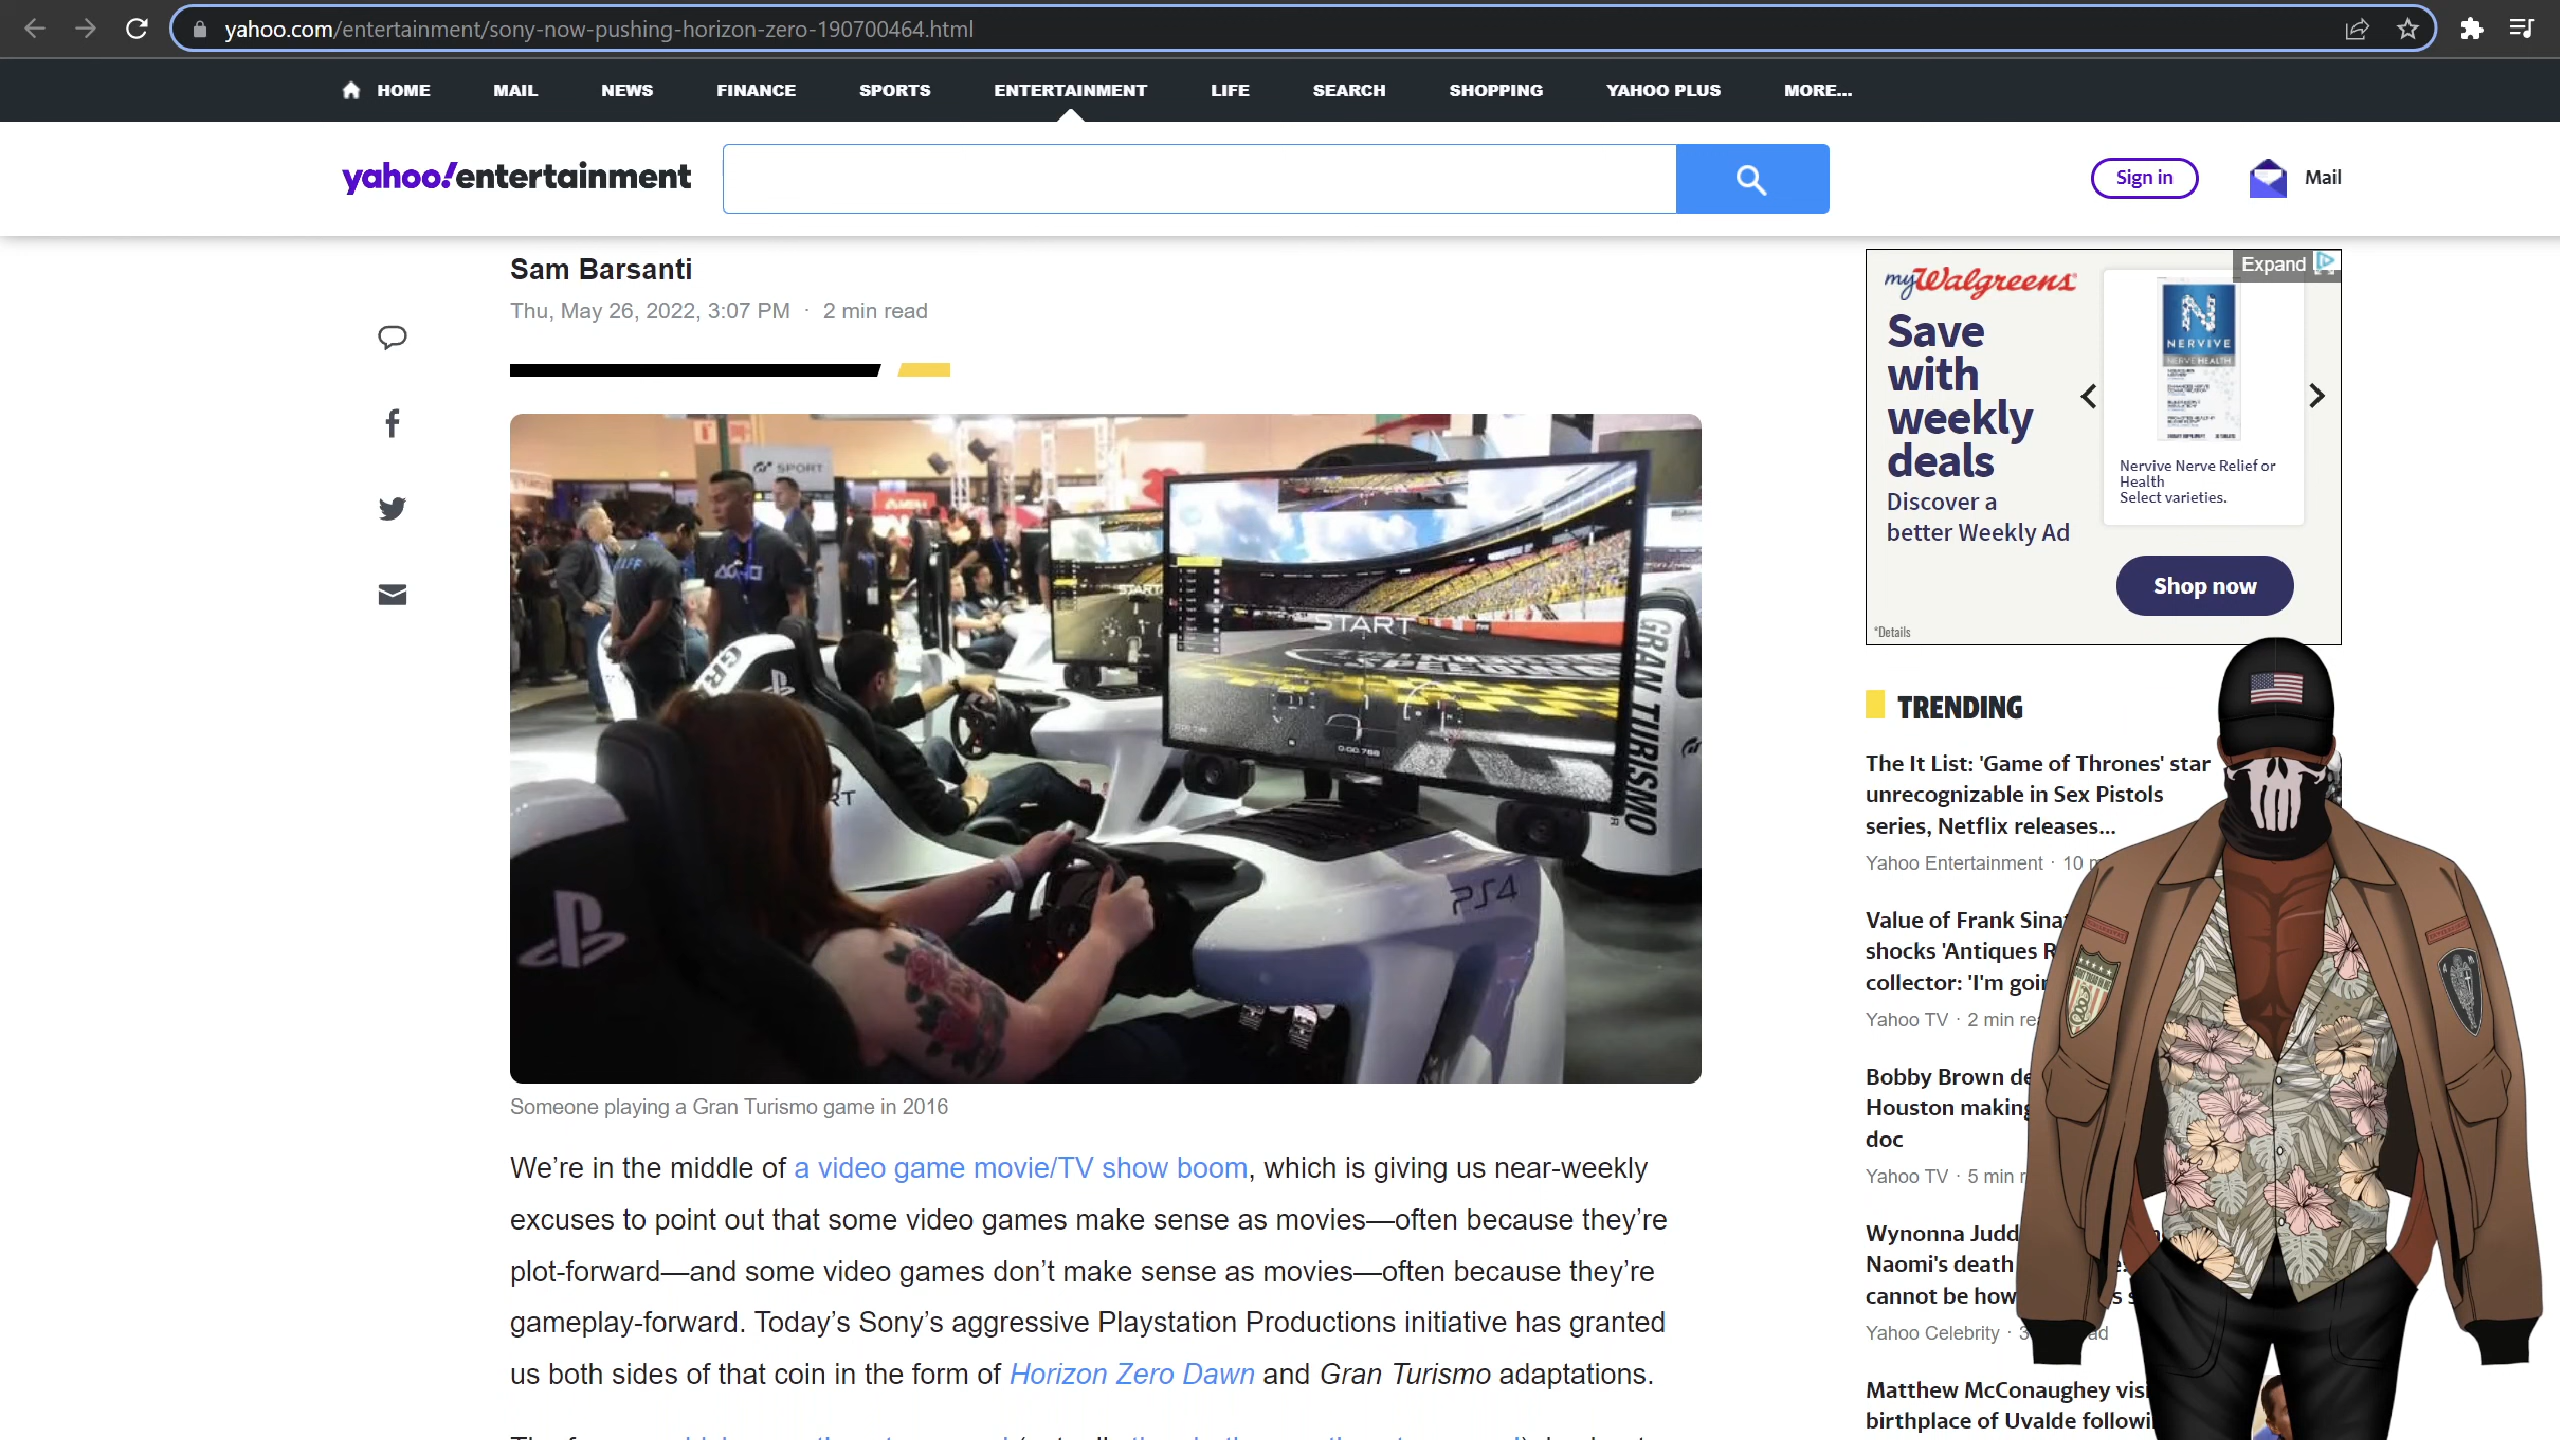 yahoo.com/entertainment/sony-now-pushing-horizon-zero-190700464.html
HOME MAIL NEWS FINANCE SPORTS ENTERTAINMENT LIFE SEARCH SHOPPING YAHOO PLUS MORE...
yahoo!entertainment
Sign in
Mail
Sam Barsanti
Thu, May 26, 2022, 3:07 PM · 2 min read
SPORT
START
START
GRAN TURISMO
PS4
Someone playing a Gran Turismo game in 2016
We’re in the middle of a video game movie/TV show boom, which is giving us near-weekly
excuses to point out that some video games make sense as movies—often because they’re
plot-forward—and some video games don’t make sense as movies—often because they’re
gameplay-forward. Today’s Sony’s aggressive Playstation Productions initiative has granted
us both sides of that coin in the form of Horizon Zero Dawn and Gran Turismo adaptations.
Expand
myWalgreens
Save
with
weekly
deals
Discover a
better Weekly Ad
N
NERVIVE
NERVE HEALTH
Nervive Nerve Relief or
Health
Select varieties.
Shop now
*Details
TRENDING
The It List: 'Game of Thrones' star
unrecognizable in Sex Pistols
series, Netflix releases...
Yahoo Entertainment · 10 m
Value of Frank Sina
shocks 'Antiques R
collector: 'I'm goi
Yahoo TV · 2 min re
Bobby Brown de
Houston making
doc
Yahoo TV · 5 min r
Wynonna Judd
Naomi's death
cannot be how
Yahoo Celebrity · 3 ad
Matthew McConaughey visi
birthplace of Uvalde followi